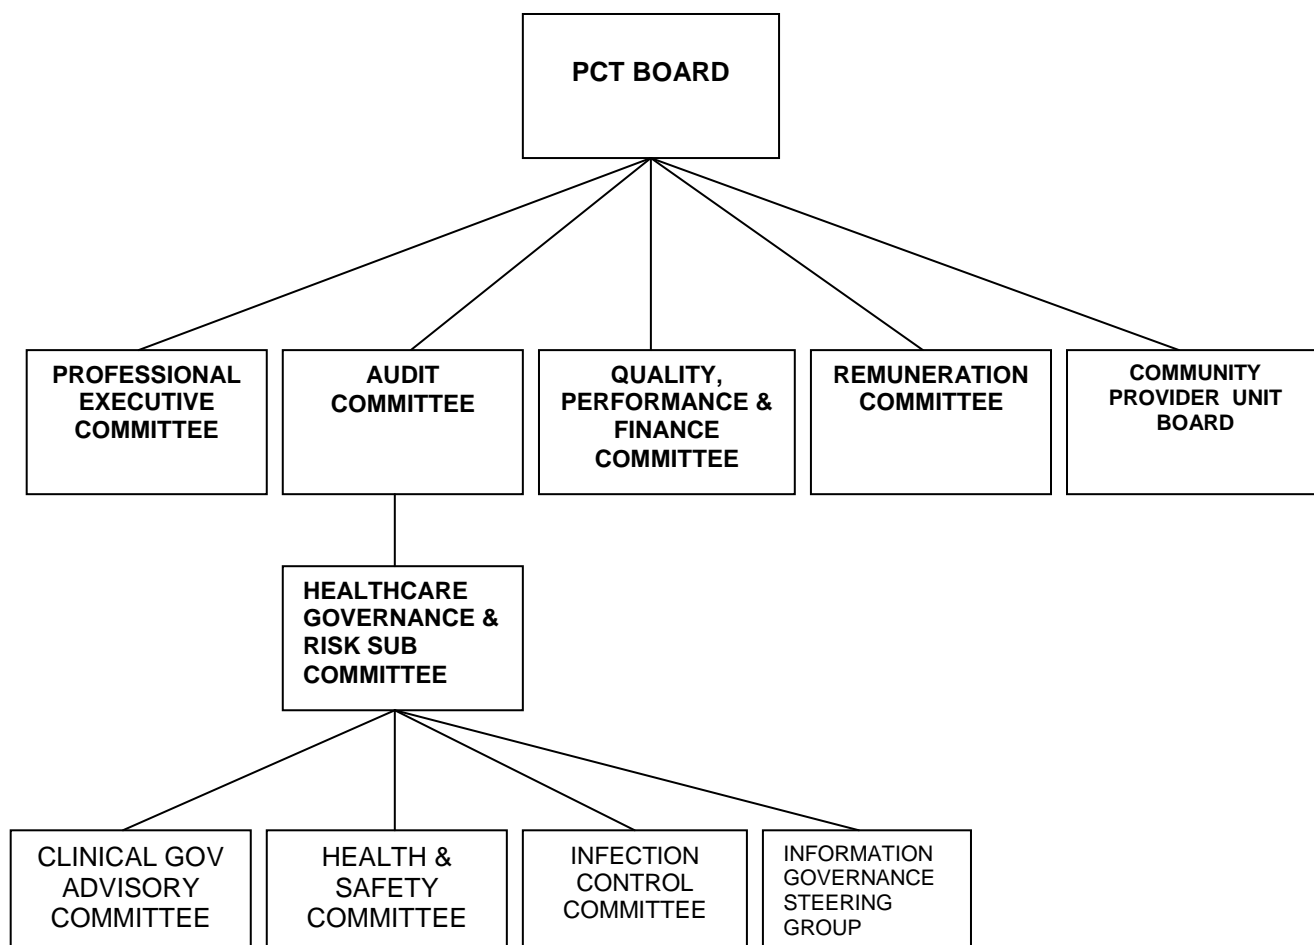 PCT BOARD
PROFESSIONAL
EXECUTIVE
COMMITTEE
AUDIT
COMMITTEE
QUALITY,
PERFORMANCE &
FINANCE
COMMITTEE
REMUNERATION
COMMITTEE
COMMUNITY
PROVIDER UNIT
BOARD
HEALTHCARE
GOVERNANCE &
RISK SUB
COMMITTEE
CLINICAL GOV
ADVISORY
COMMITTEE
HEALTH &
SAFETY
COMMITTEE
INFECTION
CONTROL
COMMITTEE
INFORMATION
GOVERNANCE
STEERING
GROUP